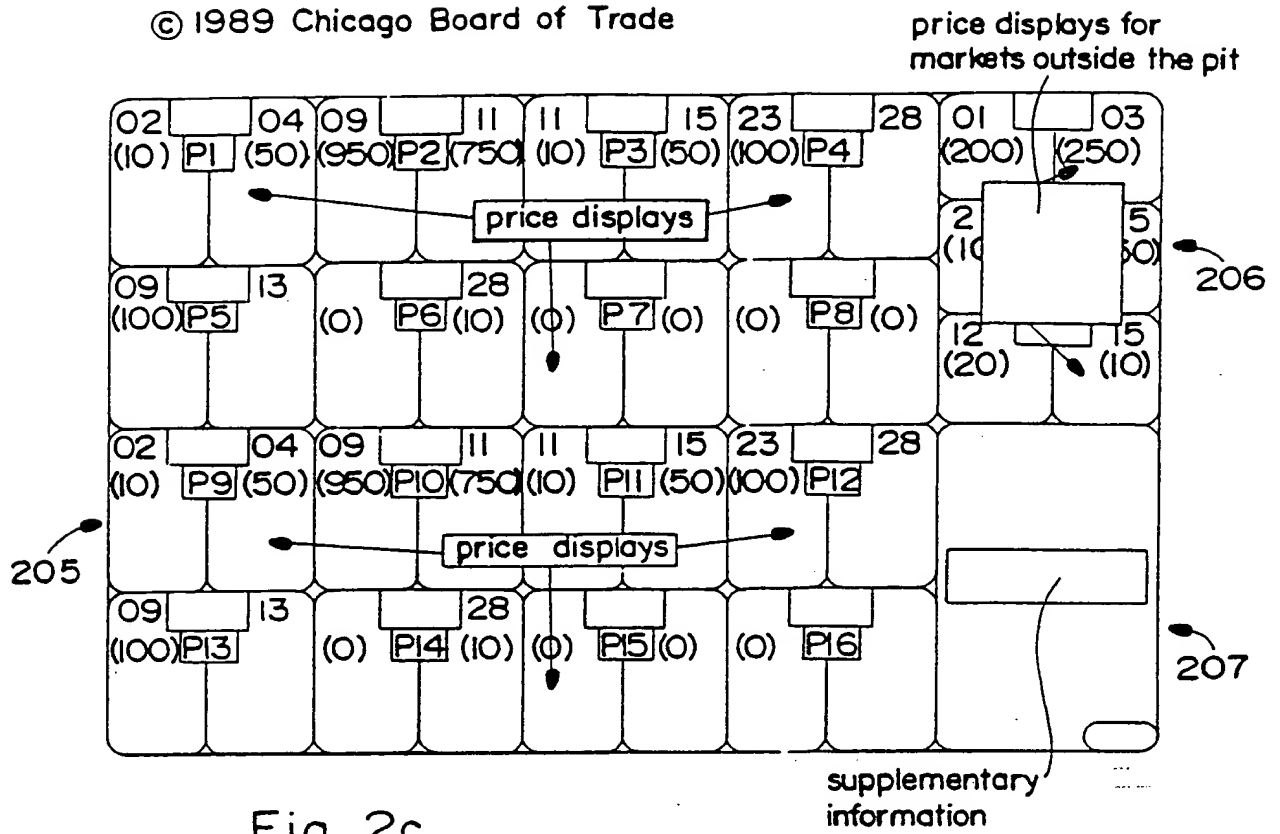 © 1989 Chicago Board of Trade
price displays for
markets outside the pit
02 04 09 11 11 15 23 28 01 03
(10) P1 (50) (950) P2 (750) (10) P3 (50) (100) P4 (200) (250)
price displays
2 5
206
09 13 28
(100) P5 (0) P6 (10) (0) P7 (0) (0) P8 (0)
12 15
(20) (10)
02 04 09 11 11 15 23 28
(10) P9 (50) (950) P10 (750) (10) P11 (50) (100) P12
205
price displays
09 13 28
(100) P13 (0) P14 (10) (0) P15 (0) (0) P16
207
supplementary
information
Fig. 2c